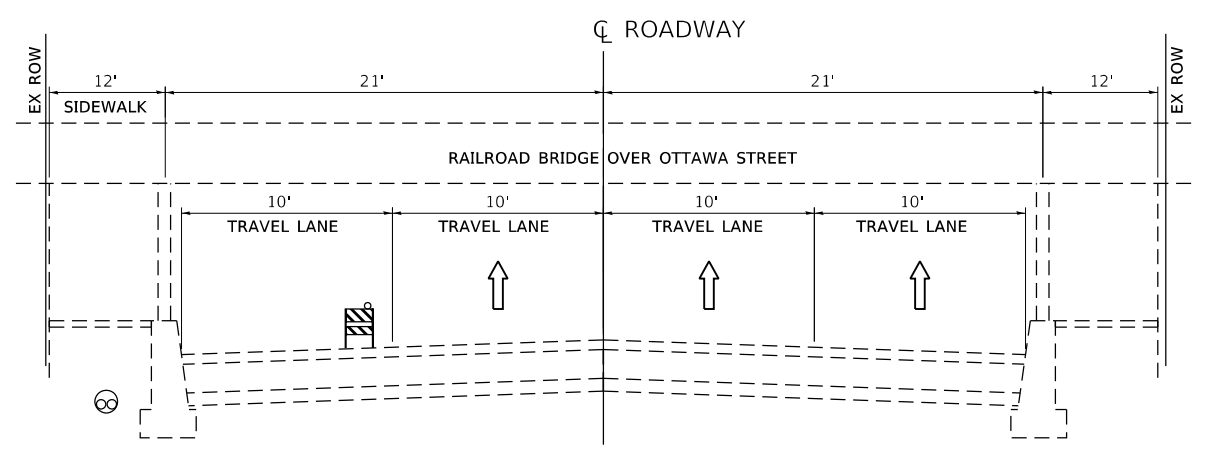 ℄ ROADWAY
EX ROW
12'
21'
21'
12'
EX ROW
SIDEWALK
RAILROAD BRIDGE OVER OTTAWA STREET
10'
10'
10'
10'
TRAVEL LANE
TRAVEL LANE
TRAVEL LANE
TRAVEL LANE